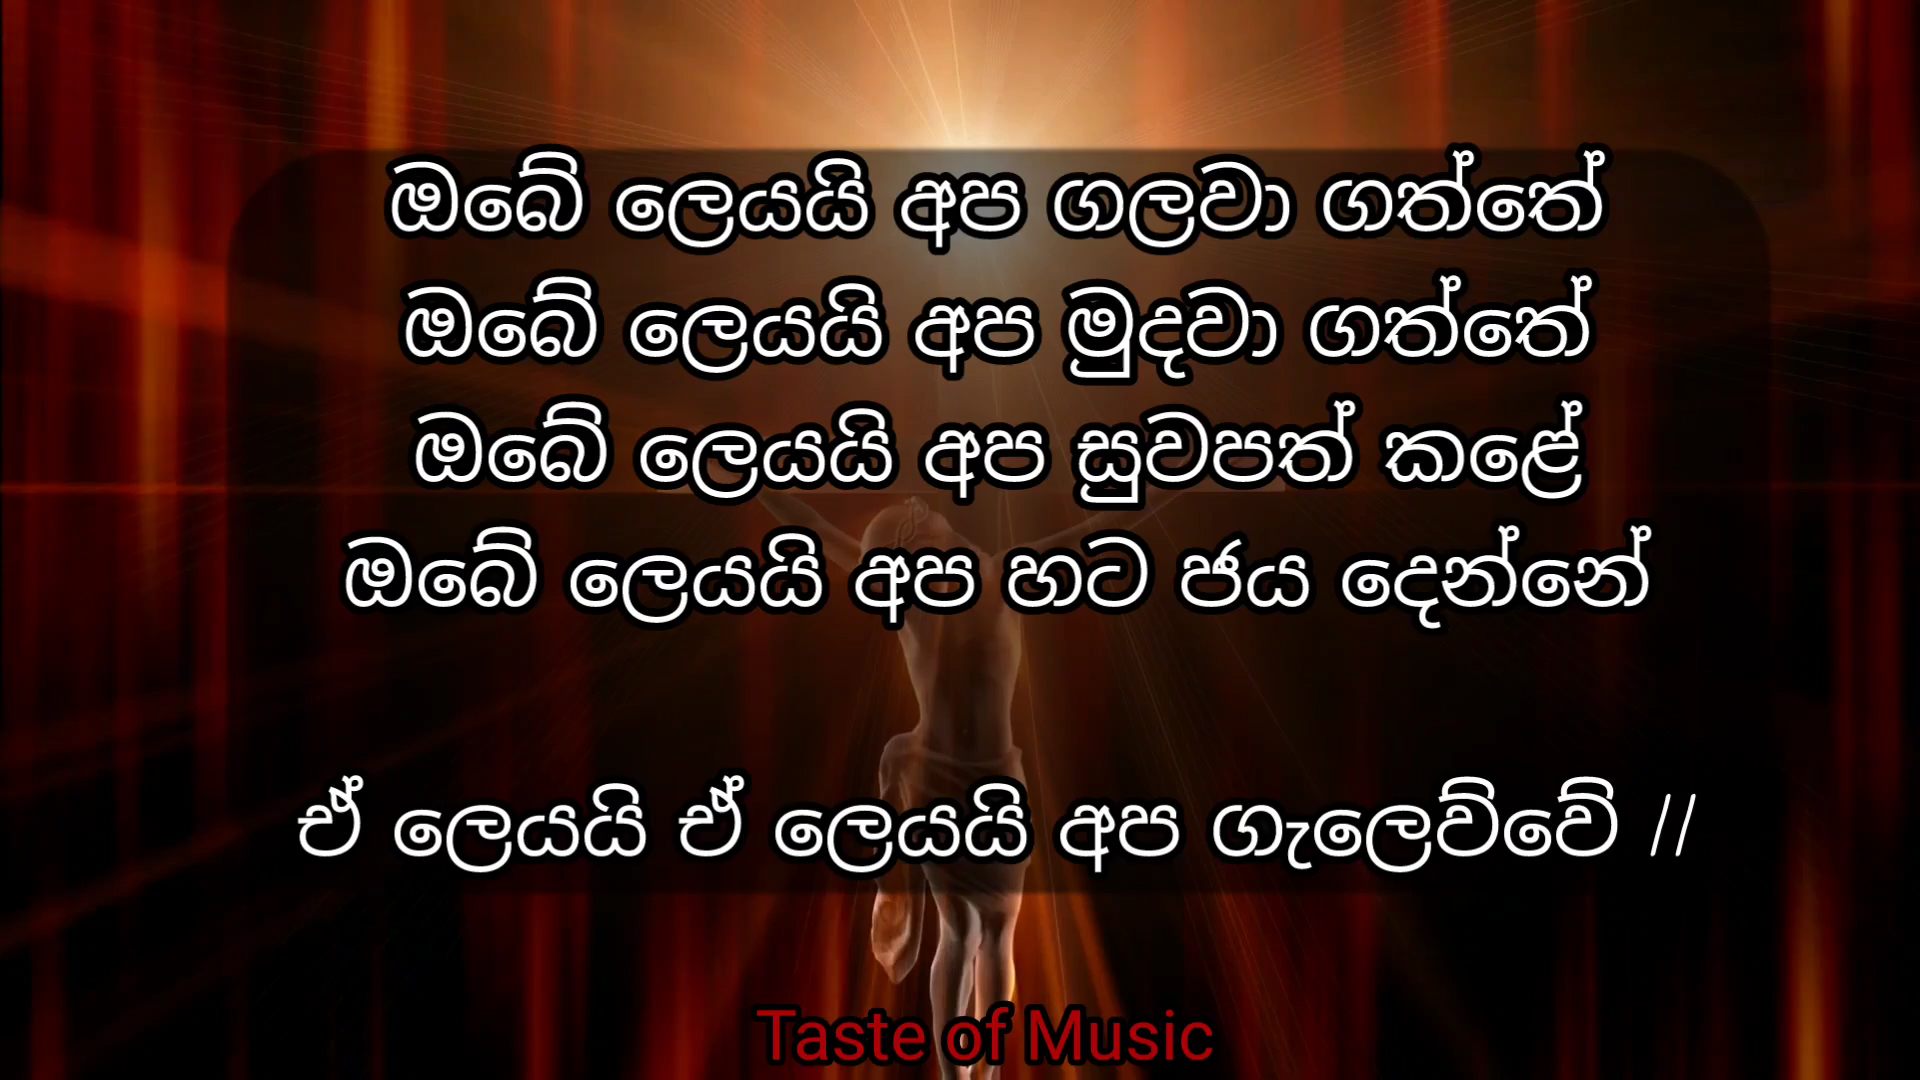 ඔබේ ලෙයයි අප ගලවා ගත්තේ
ඔබේ ලෙයයි අප මුදවා ගත්තේ
ඔබේ ලෙයයි අප සුවපත් කළේ
ඔබේ ලෙයයි අප හට ජය දෙන්නේ
ඒ ලෙයයි ඒ ලෙයයි අප ගැලෙව්වේ //
Taste of Music